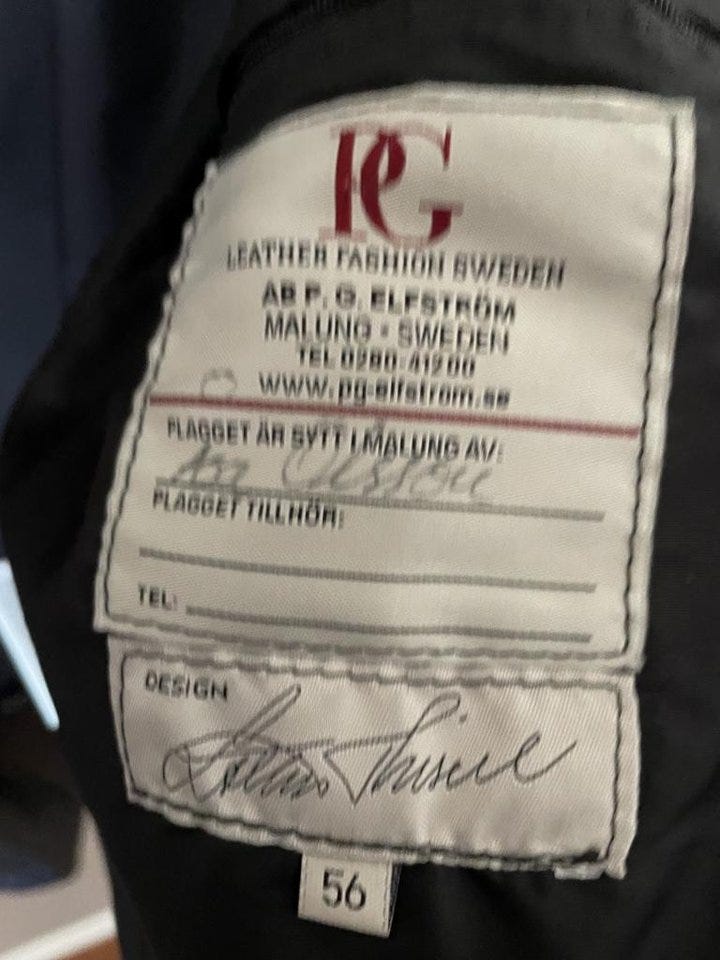 PG
LEATHER FASHION SWEDEN
AB P. G. ELFSTRÖM
MALUNG • SWEDEN
TEL 0280-412 00
www.pg-elfstrom.se
PLAGGET ÄR SYTT I MALUNG AV:
PLAGGET TILLHÖR:
TEL:
DESIGN
56